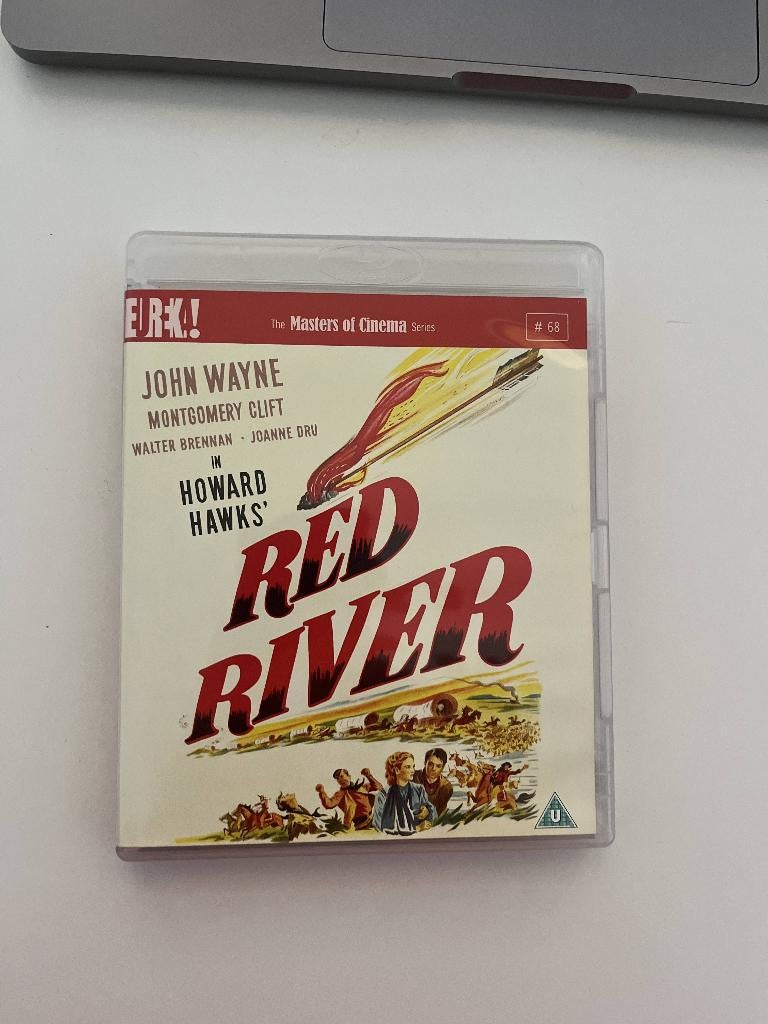 EUREKA!
The Masters of Cinema Series
# 68
JOHN WAYNE
MONTGOMERY CLIFT
WALTER BRENNAN · JOANNE DRU
IN
HOWARD
HAWKS'
RED
RIVER
U